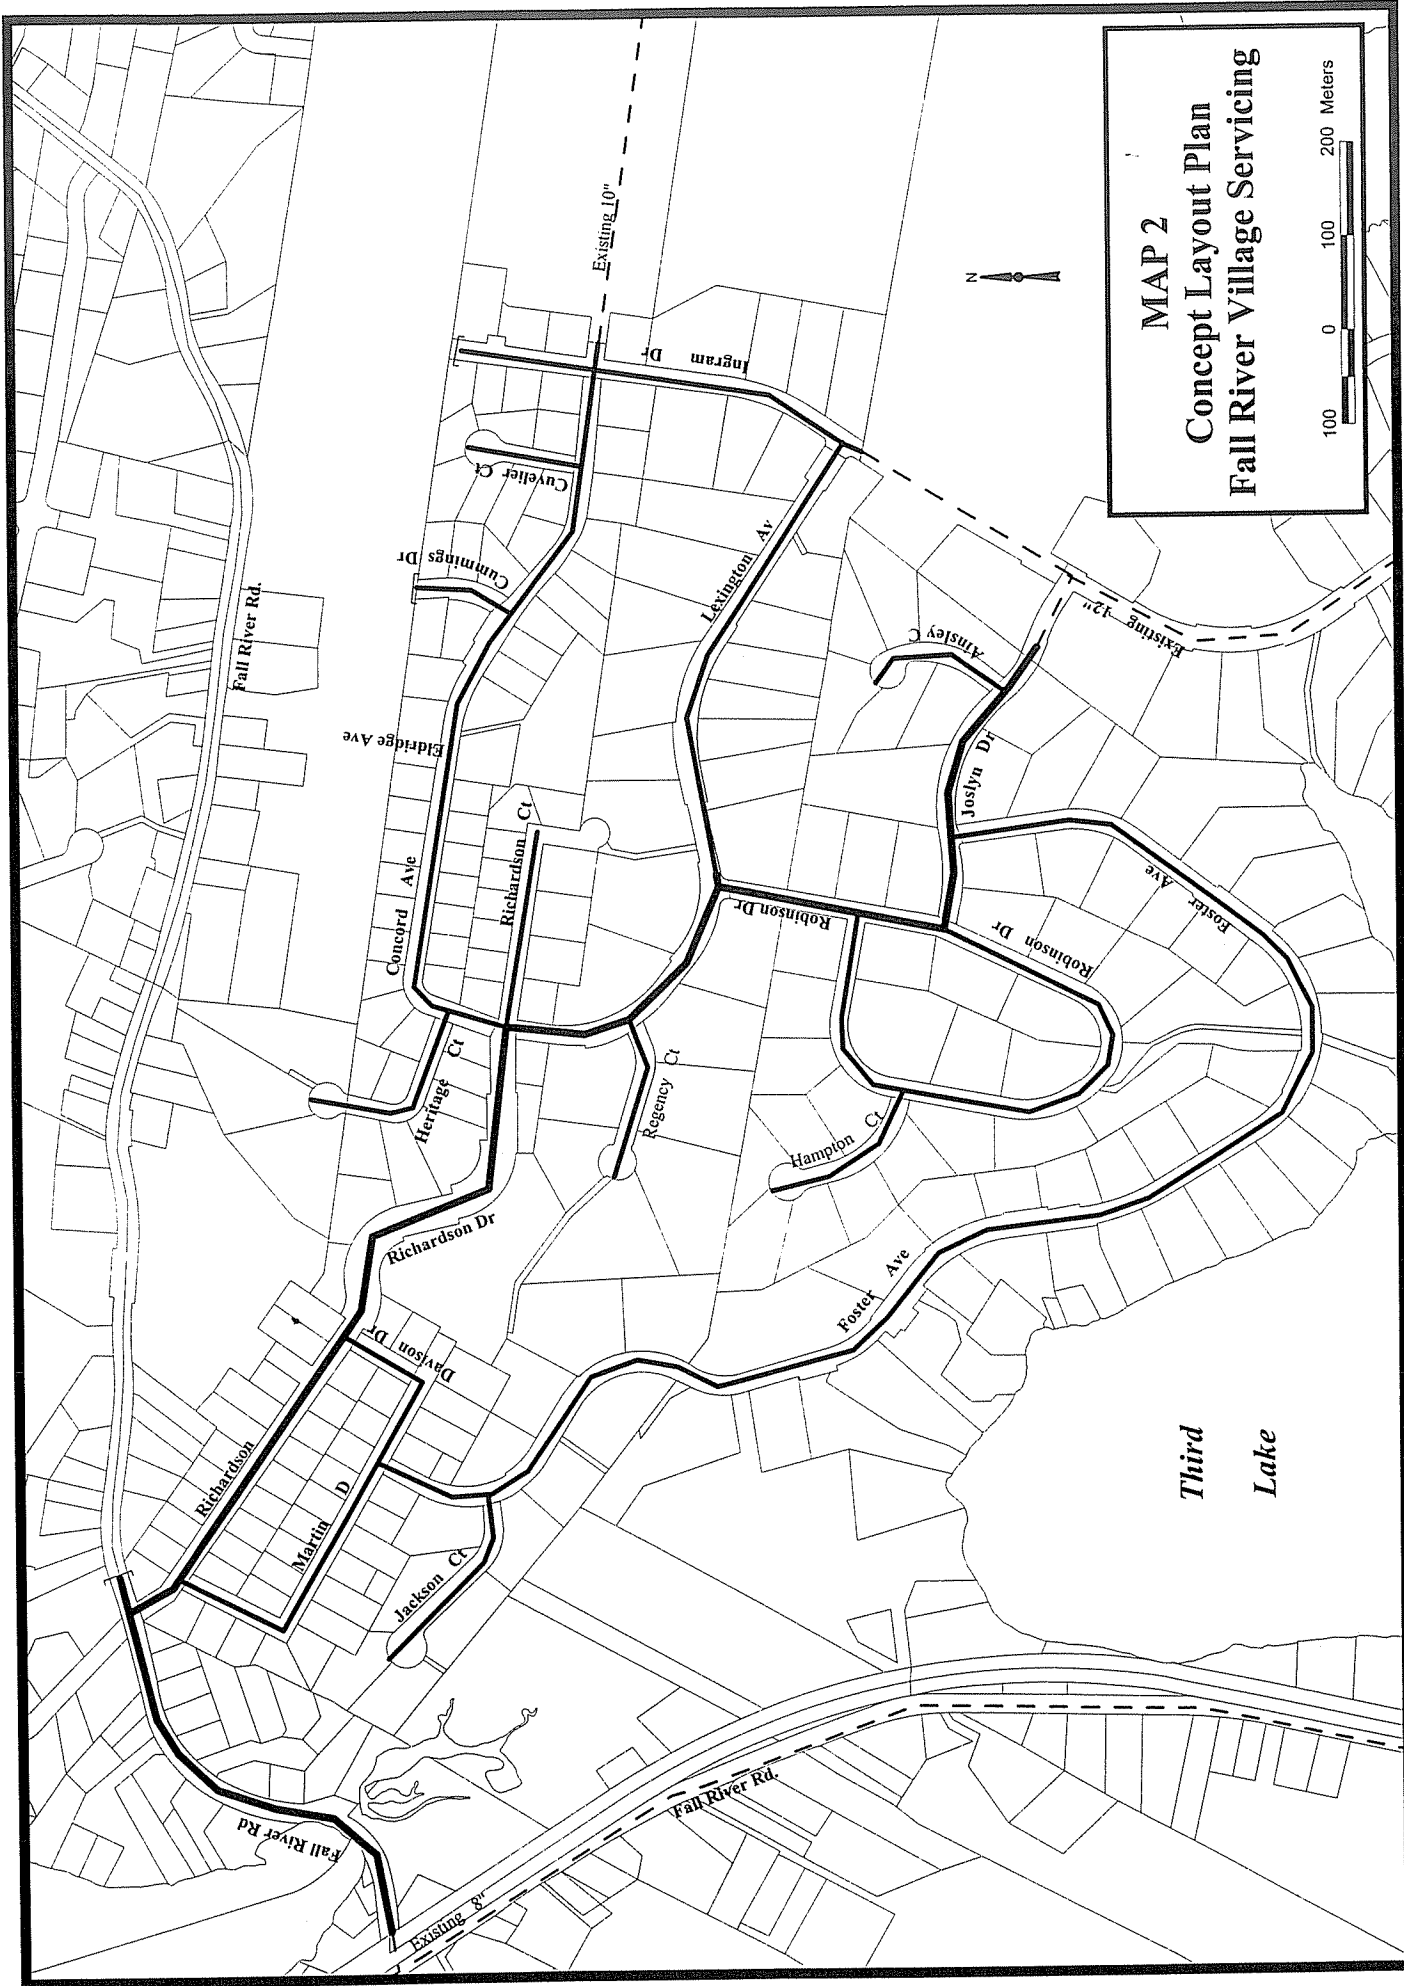 MAP 2
Concept Layout Plan
Fall River Village Servicing
100 0 100 200 Meters
N
Fall River Rd.
Existing 10"
Ingram Dr
Cuvelier Ct
Cummings Dr
Eldridge Ave
Concord Ave
Richardson Ct
Lexington Av
Ainsley C
Existing 12"
Joslyn Dr
Robinson Dr
Robinson Dr
Foster Ave
Heritage Ct
Regency Ct
Hampton Ct
Richardson Dr
Foster Ave
Davison Dr
Richardson
Martin D
Jackson Ct
Third
Lake
Fall River Rd
Fall River Rd.
Existing 8"